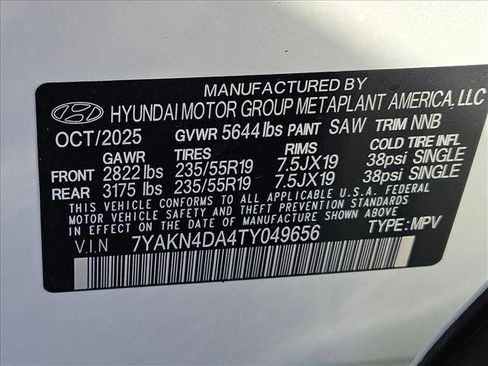 MANUFACTURED BY
HYUNDAI MOTOR GROUP METAPLANT AMERICA, LLC
OCT/2025 GVWR 5644 lbs PAINT SAW TRIM NNB
GAWR TIRES RIMS COLD TIRE INFL
FRONT 2822 lbs 235/55R19 7.5JX19 38psi SINGLE
REAR 3175 lbs 235/55R19 7.5JX19 38psi SINGLE
THIS VEHICLE CONFORMS TO ALL APPLICABLE U.S.A. FEDERAL
MOTOR VEHICLE SAFETY AND THEFT PREVENTION STANDARDS
IN EFFECT ON THE DATE OF MANUFACTURE SHOWN ABOVE.
V.I.N 7YAKN4DA4TY049656 TYPE: MPV